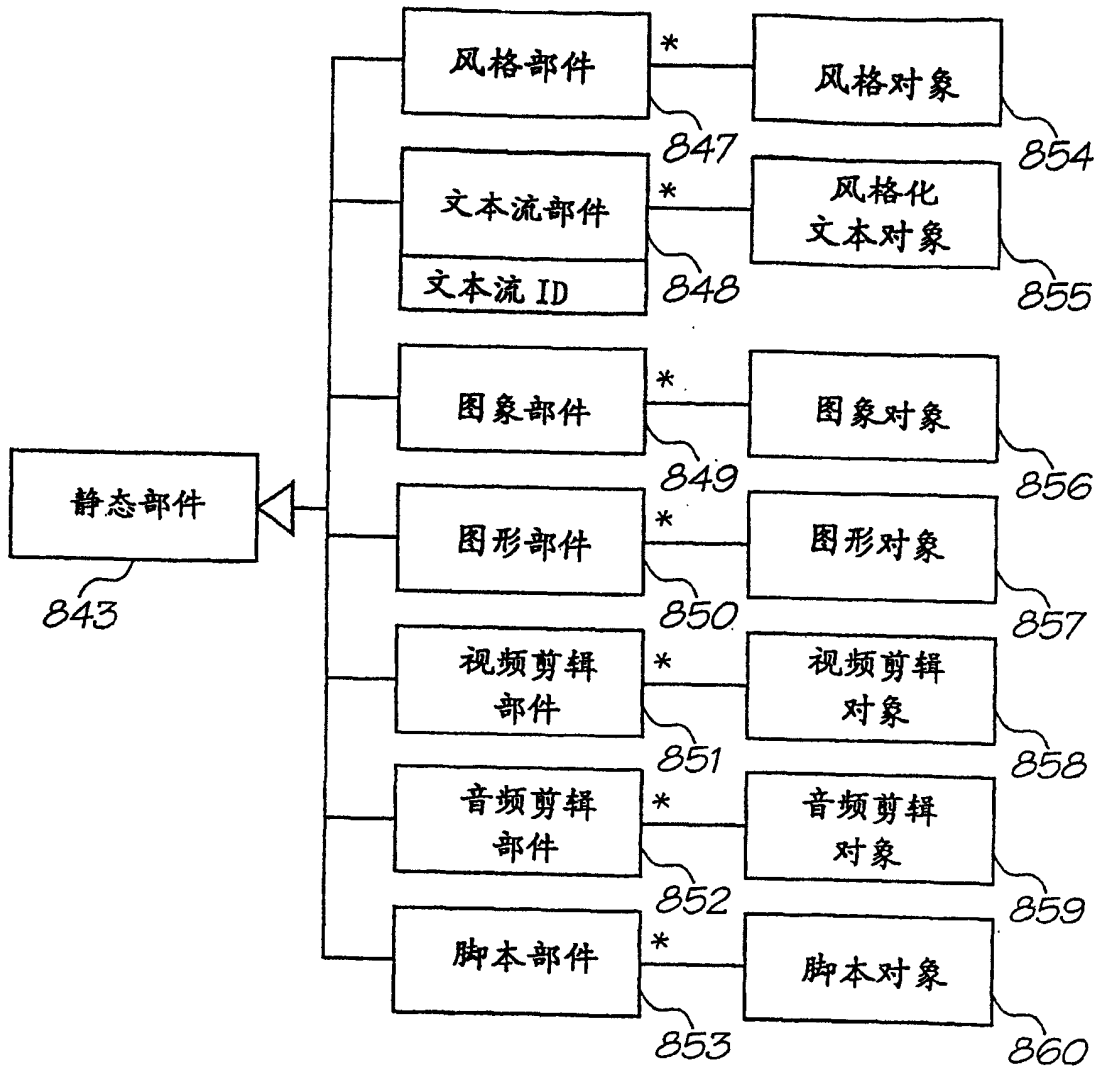 风格部件
*
风格对象
847
854
文本流部件
*
风格化
文本对象
文本流 ID
848
855
图象部件
*
图象对象
849
856
静态部件
843
图形部件
*
图形对象
850
857
视频剪辑
部件
*
视频剪辑
对象
851
858
音频剪辑
部件
*
音频剪辑
对象
852
859
脚本部件
*
脚本对象
853
860